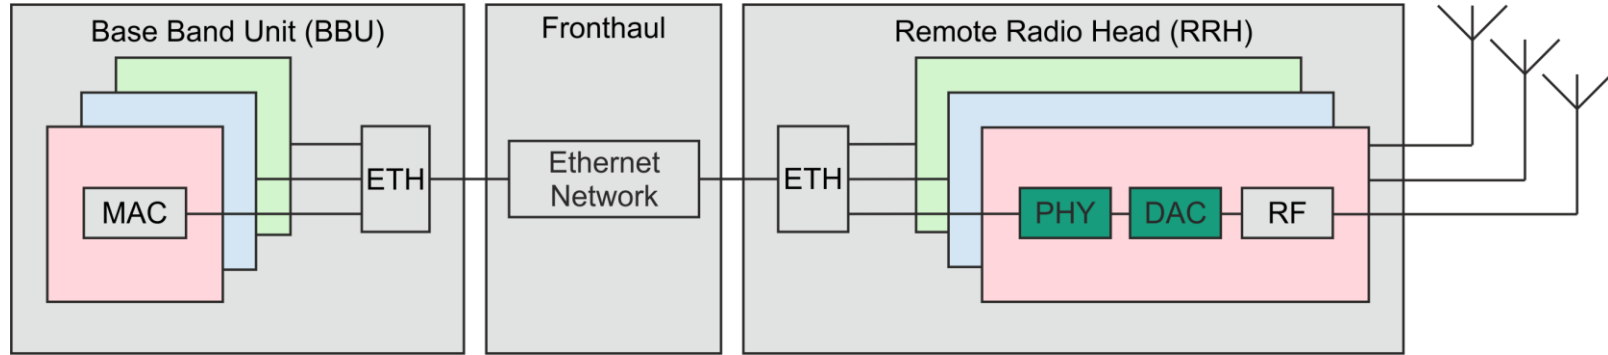 Base Band Unit (BBU)
MAC
ETH
Fronthaul
Ethernet
Network
Remote Radio Head (RRH)
ETH
PHY
DAC
RF